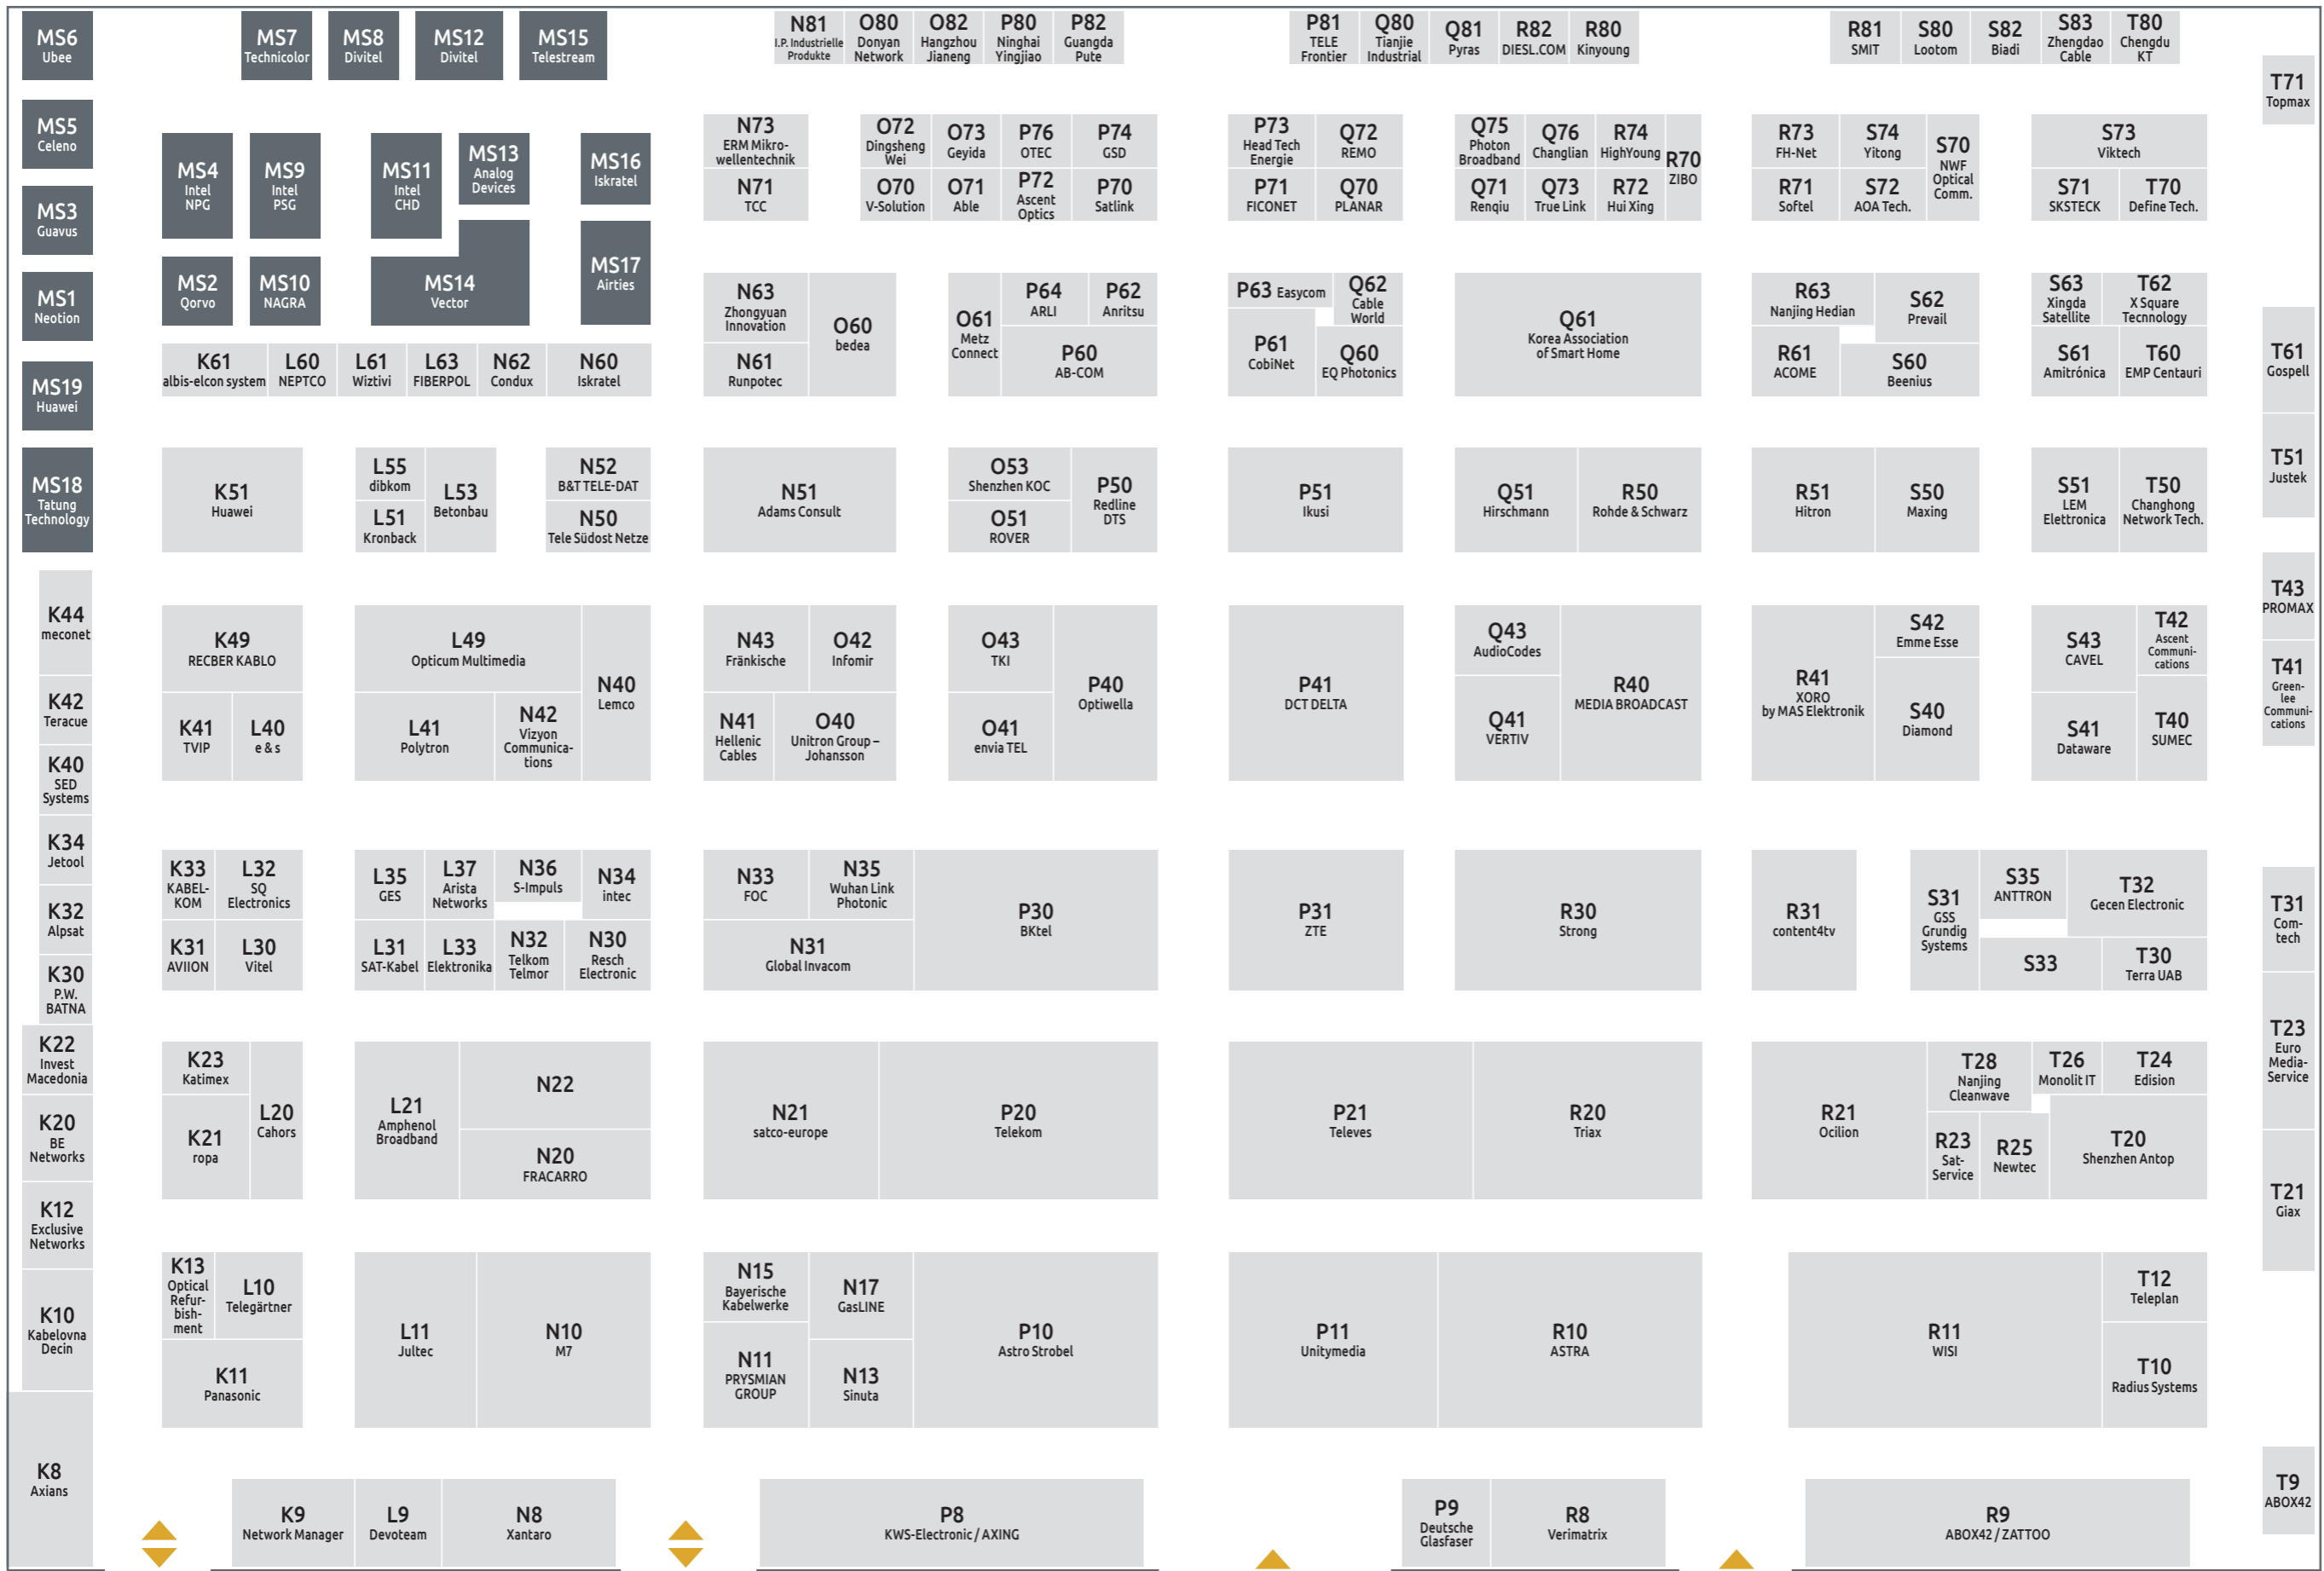 MS6
Ubee
MS7
Technicolor
MS8
Divitel
MS12
Divitel
MS15
Telestream
N81
I.P. Industrielle
Produkte
O80
Donyan
Network
O82
Hangzhou
Jianeng
P80
Ninghai
Yingjiao
P82
Guangda
Pute
P81
TELE
Frontier
Q80
Tianjie
Industrial
Q81
Pyras
R82
DIESL.COM
R80
Kinyoung
R81
SMIT
S80
Lootom
S82
Biadi
S83
Zhengdao
Cable
T80
Chengdu
KT
T71
Topmax
MS5
Celeno
MS4
Intel
NPG
MS9
Intel
PSG
MS11
Intel
CHD
MS13
Analog
Devices
MS16
Iskratel
N73
ERM Mikro-
wellentechnik
O72
Dingsheng
Wei
O73
Geyida
P76
OTEC
P74
GSD
P73
Head Tech
Energie
Q72
REMO
Q75
Photon
Broadband
Q76
Changlian
R74
HighYoung
R70
ZIBO
R73
FH-Net
S74
Yitong
S70
NWF
Optical
Comm.
S73
Viktech
MS3
Guavus
N71
TCC
O70
V-Solution
O71
Able
P72
Ascent
Optics
P70
Satlink
P71
FICONET
Q70
PLANAR
Q71
Renqiu
Q73
True Link
R72
Hui Xing
R71
Softel
S72
AOA Tech.
S71
SKSTECK
T70
Define Tech.
MS1
Neotion
MS2
Qorvo
MS10
NAGRA
MS14
Vector
MS17
Airties
N63
Zhongyuan
Innovation
O60
bedea
O61
Metz
Connect
P64
ARLI
P62
Anritsu
P63 Easycom
Q62
Cable
World
Q61
Korea Association
of Smart Home
R63
Nanjing Hedian
S62
Prevail
S63
Xingda
Satellite
T62
X Square
Tecnnology
T61
Gospell
MS19
Huawei
K61
albis-elcon system
L60
NEPTCO
L61
Wiztivi
L63
FIBERPOL
N62
Condux
N60
Iskratel
N61
Runpotec
P60
AB-COM
P61
CobiNet
Q60
EQ Photonics
R61
ACOME
S60
Beenius
S61
Amitrónica
T60
EMP Centauri
MS18
Tatung
Technology
K51
Huawei
L55
dibkom
L53
Betonbau
L51
Kronback
N52
B&T TELE-DAT
N50
Tele Südost Netze
N51
Adams Consult
O53
Shenzhen KOC
O51
ROVER
P50
Redline
DTS
P51
Ikusi
Q51
Hirschmann
R50
Rohde & Schwarz
R51
Hitron
S50
Maxing
S51
LEM
Elettronica
T50
Changhong
Network Tech.
T51
Justek
K44
meconet
K49
RECBER KABLO
L49
Opticum Multimedia
N40
Lemco
N43
Fränkische
O42
Infomir
O43
TKI
P40
Optiwella
P41
DCT DELTA
Q43
AudioCodes
R40
MEDIA BROADCAST
R41
XORO
by MAS Elektronik
S42
Emme Esse
S43
CAVEL
T42
Ascent
Communi-
cations
T43
PROMAX
K42
Teracue
K41
TVIP
L40
e & s
L41
Polytron
N42
Vizyon
Communica-
tions
N41
Hellenic
Cables
O40
Unitron Group –
Johansson
O41
envia TEL
Q41
VERTIV
S40
Diamond
S41
Dataware
T40
SUMEC
T41
Green-
lee
Communi-
cations
K40
SED
Systems
K34
Jetool
K33
KABEL-
KOM
L32
SQ
Electronics
L35
GES
L37
Arista
Networks
N36
S-Impuls
N34
intec
N33
FOC
N35
Wuhan Link
Photonic
P30
BKtel
P31
ZTE
R30
Strong
R31
content4tv
S31
GSS
Grundig
Systems
S35
ANTTRON
T32
Gecen Electronic
T31
Com-
tech
K32
Alpsat
K31
AVIION
L30
Vitel
L31
SAT-Kabel
L33
Elektronika
N32
Telkom
Telmor
N30
Resch
Electronic
N31
Global Invacom
S33
T30
Terra UAB
K30
P.W.
BATNA
K22
Invest
Macedonia
K23
Katimex
L20
Cahors
L21
Amphenol
Broadband
N22
N21
satco-europe
P20
Telekom
P21
Televes
R20
Triax
R21
Ocilion
T28
Nanjing
Cleanwave
T26
Monolit IT
T24
Edision
T23
Euro
Media-
Service
K20
BE
Networks
K21
ropa
N20
FRACARRO
R23
Sat-
Service
R25
Newtec
T20
Shenzhen Antop
T21
Giax
K12
Exclusive
Networks
K13
Optical
Refur-
bish-
ment
L10
Telegärtner
L11
Jultec
N10
M7
N15
Bayerische
Kabelwerke
N17
GasLINE
P10
Astro Strobel
P11
Unitymedia
R10
ASTRA
R11
WISI
T12
Teleplan
K10
Kabelovna
Decin
K11
Panasonic
N11
PRYSMIAN
GROUP
N13
Sinuta
T10
Radius Systems
K8
Axians
K9
Network Manager
L9
Devoteam
N8
Xantaro
P8
KWS-Electronic / AXING
P9
Deutsche
Glasfaser
R8
Verimatrix
R9
ABOX42 / ZATTOO
T9
ABOX42